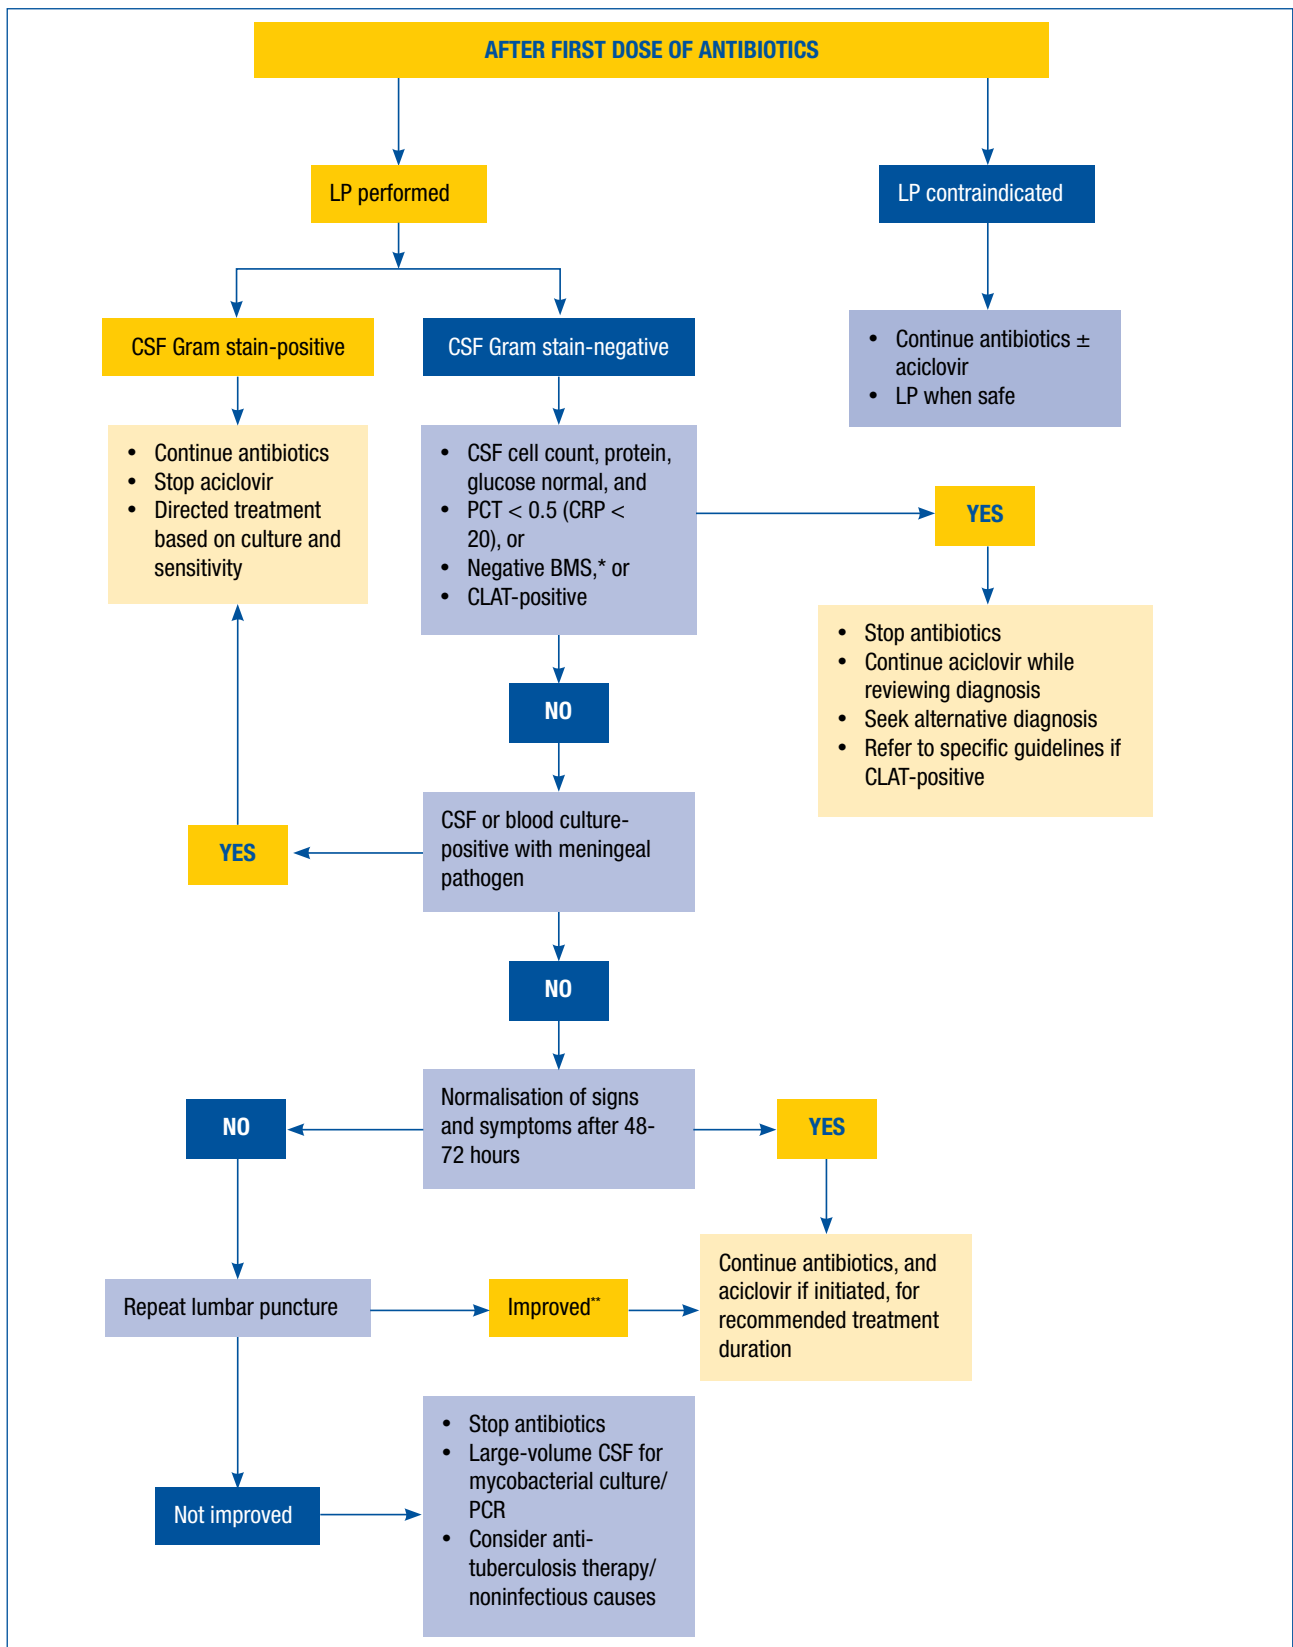 AFTER FIRST DOSE OF ANTIBIOTICS
LP performed
LP contraindicated
CSF Gram stain-positive
CSF Gram stain-negative
• Continue antibiotics ±
aciclovir
• LP when safe
• Continue antibiotics
• Stop aciclovir
• Directed treatment
based on culture and
sensitivity
• CSF cell count, protein,
glucose normal, and
• PCT < 0.5 (CRP <
20), or
• Negative BMS,* or
• CLAT-positive
YES
• Stop antibiotics
• Continue aciclovir while
reviewing diagnosis
• Seek alternative diagnosis
• Refer to specific guidelines if
CLAT-positive
NO
CSF or blood culture-
positive with meningeal
pathogen
YES
NO
Normalisation of signs
and symptoms after 48-
72 hours
NO
YES
Continue antibiotics, and
aciclovir if initiated, for
recommended treatment
duration
Repeat lumbar puncture
Improved**
Not improved
• Stop antibiotics
• Large-volume CSF for
mycobacterial culture/
PCR
• Consider anti-
tuberculosis therapy/
noninfectious causes